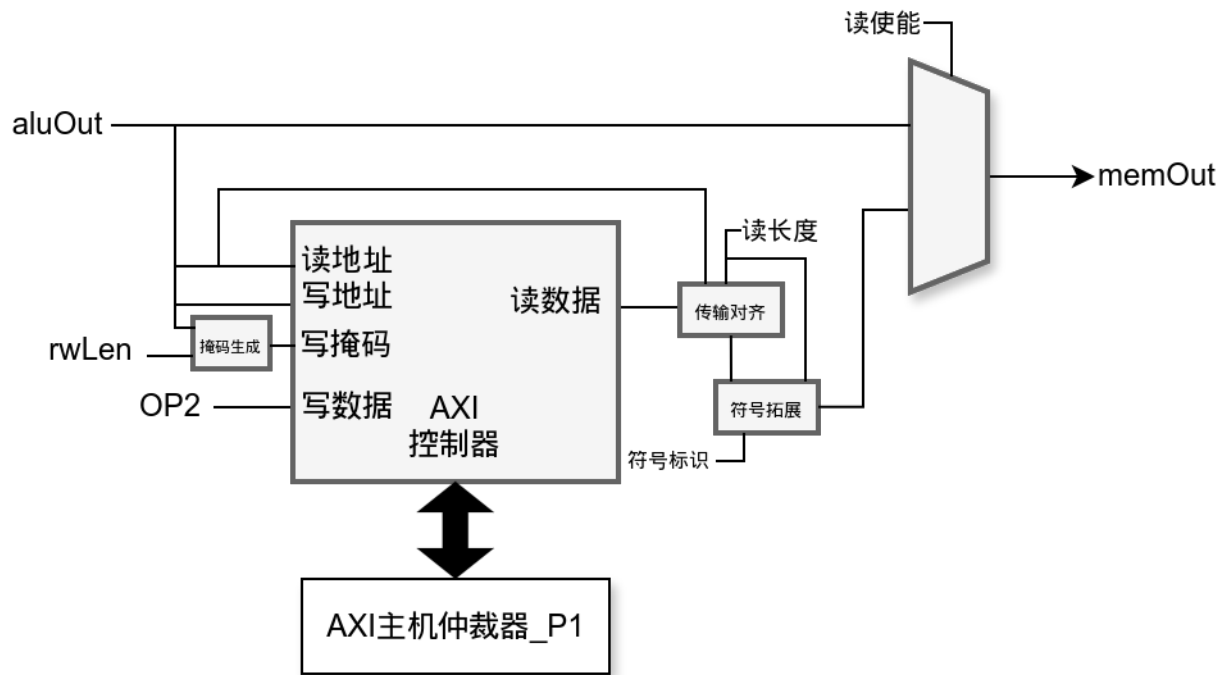 读使能
aluOut
memOut
读地址
读长度
写地址
读数据
传输对齐
rwLen
掩码生成
写掩码
OP2
写数据
AXI
控制器
符号拓展
符号标识
AXI主机仲裁器_P1